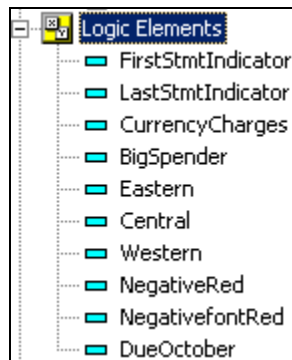 Logic Elements
FirstStmtIndicator
LastStmtIndicator
CurrencyCharges
BigSpender
Eastern
Central
Western
NegativeRed
NegativefontRed
DueOctober